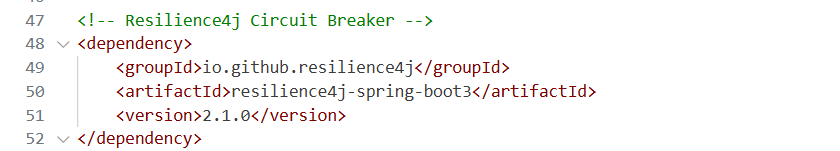 47 <!-- Resilience4j Circuit Breaker -->
48 <dependency>
49 <groupId>io.github.resilience4j</groupId>
50 <artifactId>resilience4j-spring-boot3</artifactId>
51 <version>2.1.0</version>
52 </dependency>